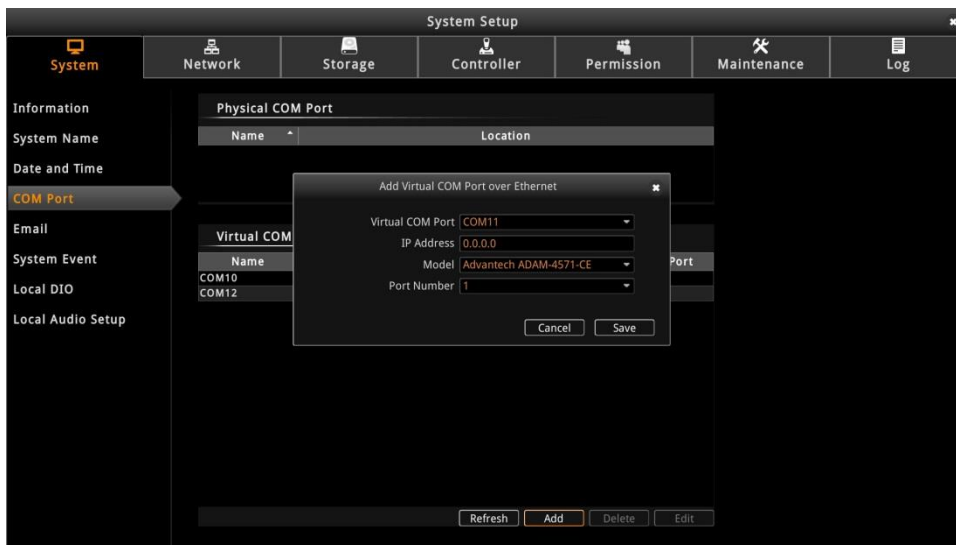 System Setup
System
Network
Storage
Controller
Permission
Maintenance
Log
Information
System Name
Date and Time
COM Port
Email
System Event
Local DIO
Local Audio Setup
Physical COM Port
Name Location
Add Virtual COM Port over Ethernet
Virtual COM Port COM11
IP Address 0.0.0.0
Model Advantech ADAM-4571-CE
Port Number 1
Cancel Save
Virtual COM
Name Port
COM10
COM12
Refresh Add Delete Edit